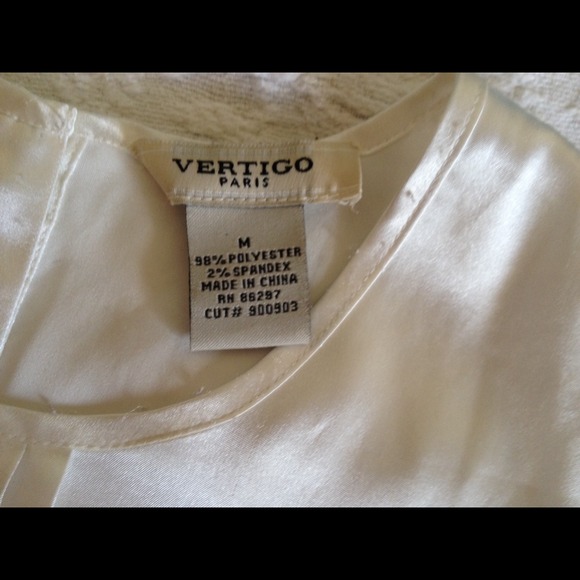 VERTIGO
PARIS
M
98% POLYESTER
2% SPANDEX
MADE IN CHINA
RN 86297
CUT# 900903